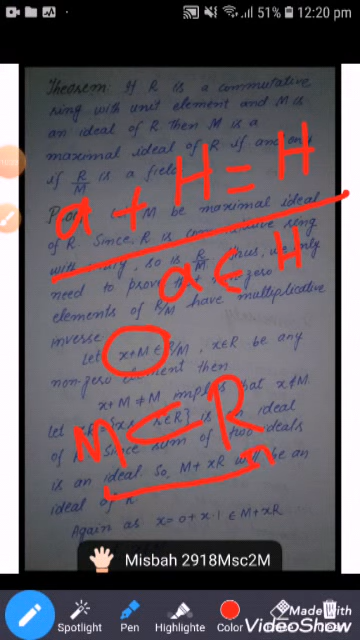 51% 12:20 pm
Theorem: If R is a commutative
ring with unit element and M is
an ideal of R then M is a
maximal ideal of R if and only
if R/M is a field
a + H = H
M be maximal ideal
of R. Since R is commutative ring
with so is R/M. Thus, we only
a ∈ H
need to prove that zero
elements of R/M have multiplicative
inverse.
Let x+M ∈ R/M, x∈R be any
non-zero element then
x+M ≠ M implies that x∉M.
M ⊂ R
Let is an ideal
of Since sum of two ideals
is an ideal. So M+xR will be an
ideal of R
Again as x=0+x·1 ∈ M+xR
Misbah 2918Msc2M
Spotlight Pen Highlighte Color
Made with
VideoShow